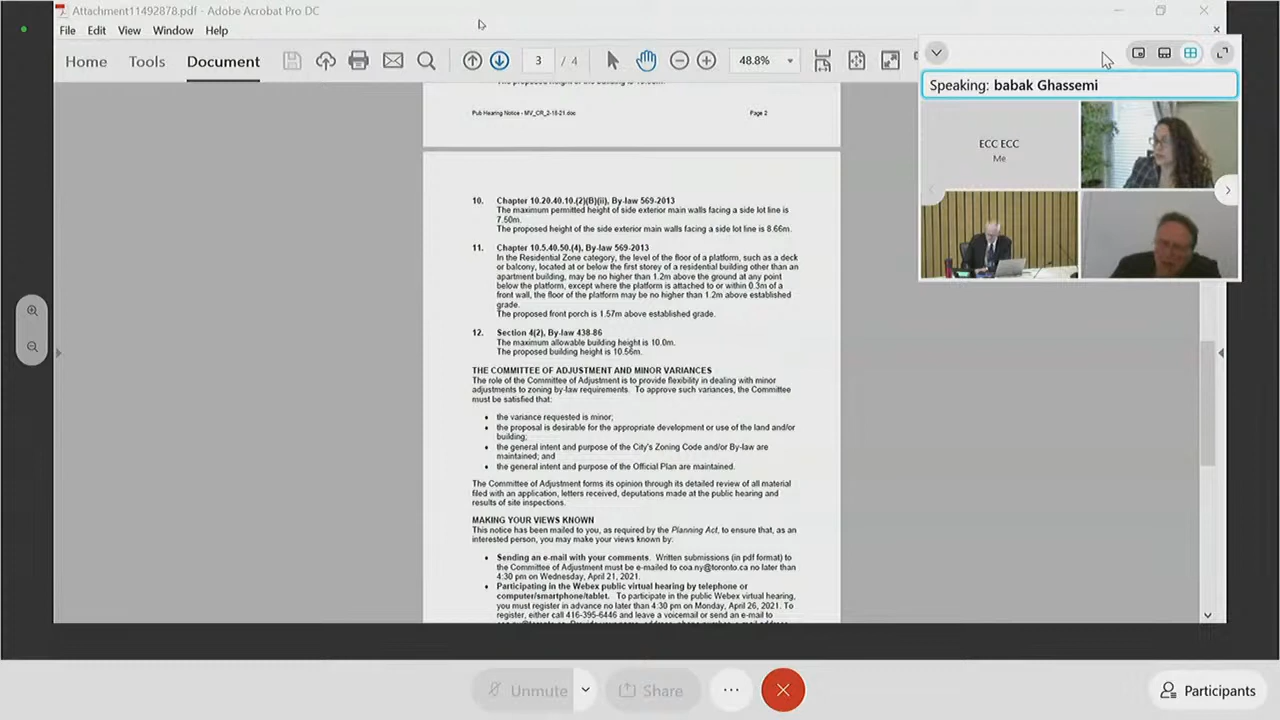 Attachment11492878.pdf - Adobe Acrobat Pro DC
File Edit View Window Help
Home Tools Document 3 / 4 48.8%
Speaking: babak Ghassemi
ECC ECC
Me
Pub Hearing Notice - MV_CR_2-16-21.doc Page 2
10. Chapter 10.20.40.10.(2)(B)(ii), By-law 569-2013
The maximum permitted height of side exterior main walls facing a side lot line is
7.50m.
The proposed height of the side exterior main walls facing a side lot line is 8.66m.
11. Chapter 10.5.40.50.(4), By-law 569-2013
In the Residential Zone category, the level of the floor of a platform, such as a deck
or balcony, located at or below the first storey of a residential building other than an
apartment building, may be no higher than 1.2m above the ground at any point
below the platform, except where the platform is attached to or within 0.3m of a
front wall, the floor of the platform may be no higher than 1.2m above established
grade.
The proposed front porch is 1.57m above established grade.
12. Section 4(2), By-law 438-86
The maximum allowable building height is 10.0m.
The proposed building height is 10.56m.
THE COMMITTEE OF ADJUSTMENT AND MINOR VARIANCES
The role of the Committee of Adjustment is to provide flexibility in dealing with minor
adjustments to zoning by-law requirements. To approve such variances, the Committee
must be satisfied that:
• the variance requested is minor;
• the proposal is desirable for the appropriate development or use of the land and/or
building;
• the general intent and purpose of the City's Zoning Code and/or By-law are
maintained; and
• the general intent and purpose of the Official Plan are maintained.
The Committee of Adjustment forms its opinion through its detailed review of all material
filed with an application, letters received, deputations made at the public hearing and
results of site inspections.
MAKING YOUR VIEWS KNOWN
This notice has been mailed to you, as required by the Planning Act, to ensure that, as an
interested person, you may make your views known by:
• Sending an e-mail with your comments. Written submissions (in pdf format) to
the Committee of Adjustment must be e-mailed to coa.ny@toronto.ca no later than
4:30 pm on Wednesday, April 21, 2021.
• Participating in the Webex public virtual hearing by telephone or
computer/smartphone/tablet. To participate in the public Webex virtual hearing,
you must register in advance no later than 4:30 pm on Monday, April 26, 2021. To
register, either call 416-395-6446 and leave a voicemail or send an e-mail to
Unmute Share Participants